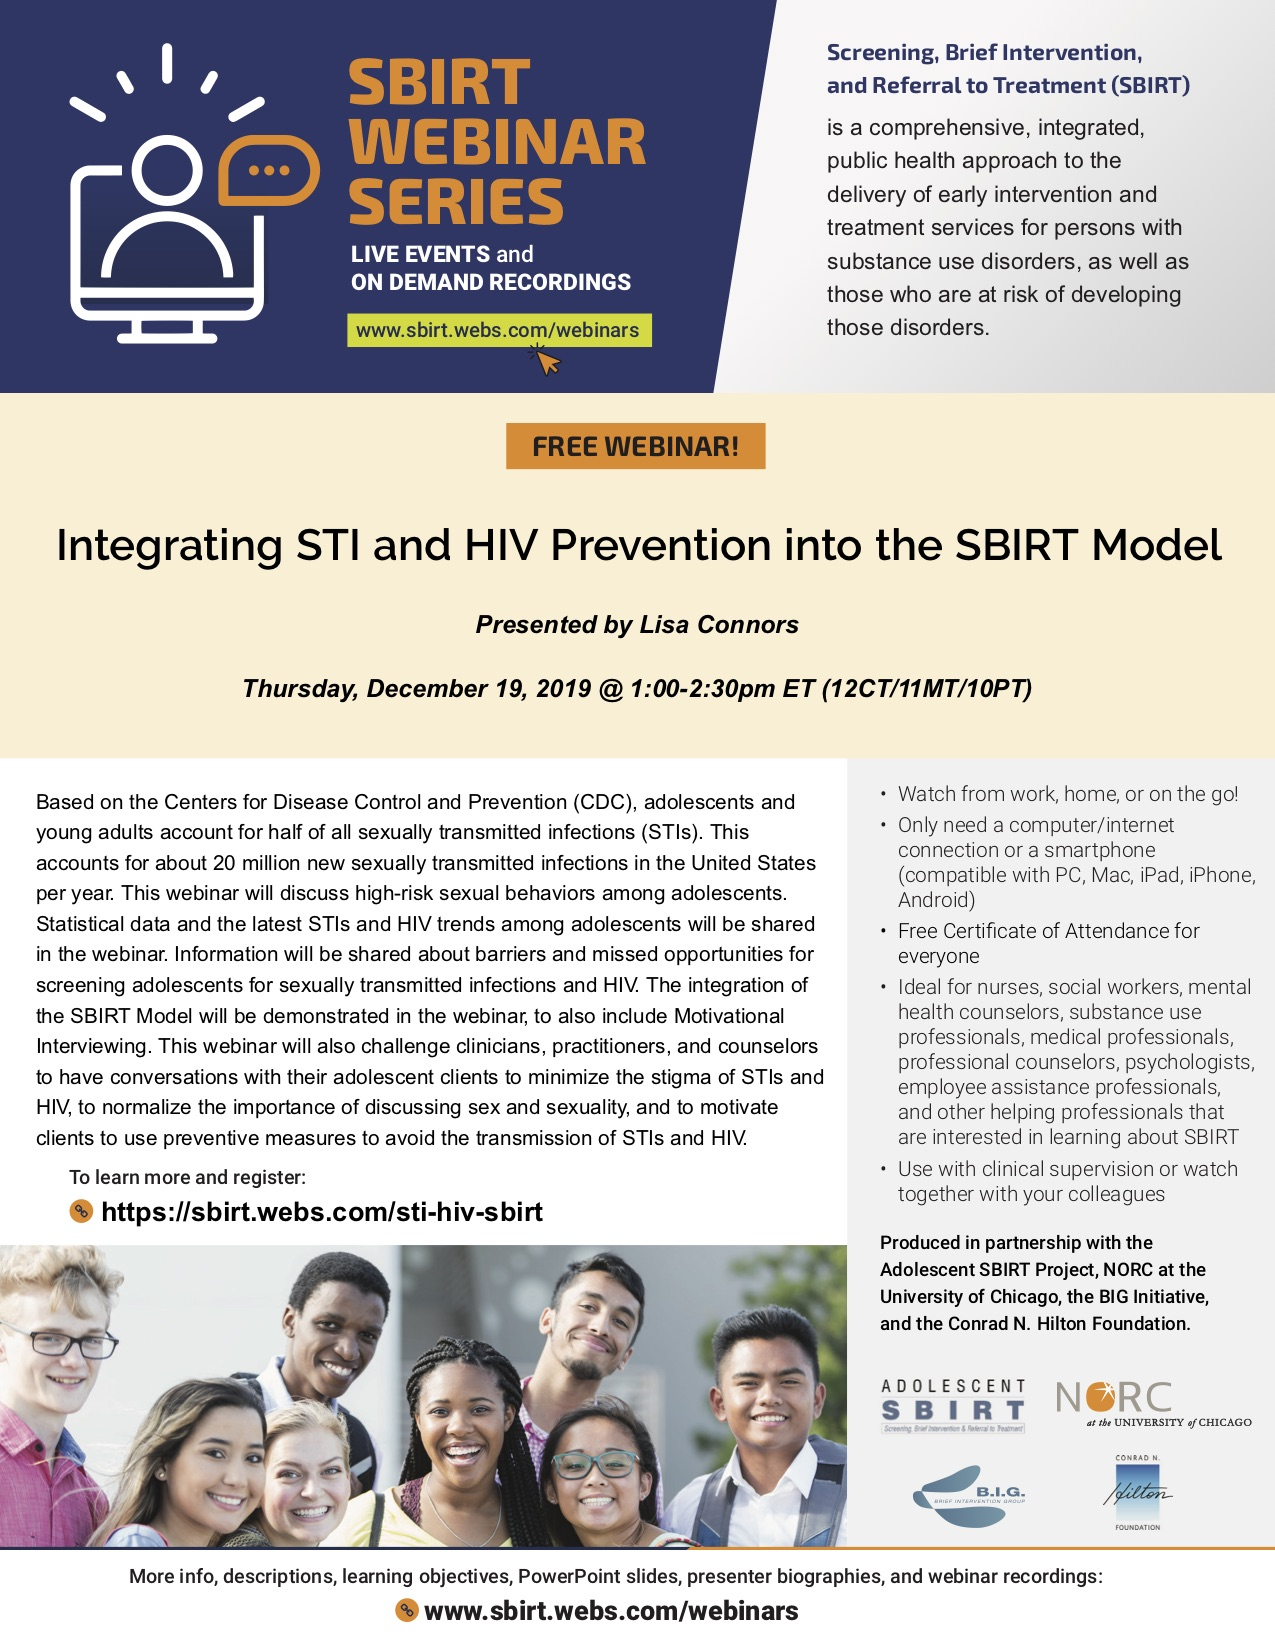 SBIRT
WEBINAR
SERIES
LIVE EVENTS and
ON DEMAND RECORDINGS
www.sbirt.webs.com/webinars
Screening, Brief Intervention,
and Referral to Treatment (SBIRT)
is a comprehensive, integrated,
public health approach to the
delivery of early intervention and
treatment services for persons with
substance use disorders, as well as
those who are at risk of developing
those disorders.
FREE WEBINAR!
Integrating STI and HIV Prevention into the SBIRT Model
Presented by Lisa Connors
Thursday, December 19, 2019 @ 1:00-2:30pm ET (12CT/11MT/10PT)
Based on the Centers for Disease Control and Prevention (CDC), adolescents and
young adults account for half of all sexually transmitted infections (STIs). This
accounts for about 20 million new sexually transmitted infections in the United States
per year. This webinar will discuss high-risk sexual behaviors among adolescents.
Statistical data and the latest STIs and HIV trends among adolescents will be shared
in the webinar. Information will be shared about barriers and missed opportunities for
screening adolescents for sexually transmitted infections and HIV. The integration of
the SBIRT Model will be demonstrated in the webinar, to also include Motivational
Interviewing. This webinar will also challenge clinicians, practitioners, and counselors
to have conversations with their adolescent clients to minimize the stigma of STIs and
HIV, to normalize the importance of discussing sex and sexuality, and to motivate
clients to use preventive measures to avoid the transmission of STIs and HIV.
To learn more and register:
https://sbirt.webs.com/sti-hiv-sbirt
• Watch from work, home, or on the go!
• Only need a computer/internet
connection or a smartphone
(compatible with PC, Mac, iPad, iPhone,
Android)
• Free Certificate of Attendance for
everyone
• Ideal for nurses, social workers, mental
health counselors, substance use
professionals, medical professionals,
professional counselors, psychologists,
employee assistance professionals,
and other helping professionals that
are interested in learning about SBIRT
• Use with clinical supervision or watch
together with your colleagues
Produced in partnership with the
Adolescent SBIRT Project, NORC at the
University of Chicago, the BIG Initiative,
and the Conrad N. Hilton Foundation.
ADOLESCENT
SBIRT
Screening, Brief Intervention & Referral to Treatment
NORC
at the UNIVERSITY of CHICAGO
B.I.G.
BRIEF INTERVENTION GROUP
CONRAD N.
Hilton
FOUNDATION
More info, descriptions, learning objectives, PowerPoint slides, presenter biographies, and webinar recordings:
www.sbirt.webs.com/webinars